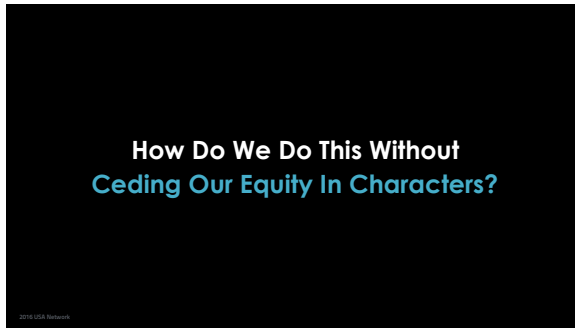 How Do We Do This Without
Ceding Our Equity In Characters?
2016 USA Network